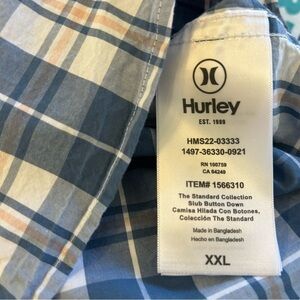 Hurley
EST. 1999
HMS22-03333
1497-36330-0921
RN 100759
CA 64249
ITEM# 1566310
The Standard Collection
Slub Button Down
Camisa Hilada Con Botones,
Colección The Standard
Made in Bangladesh
Hecho en Bangladesh
XXL